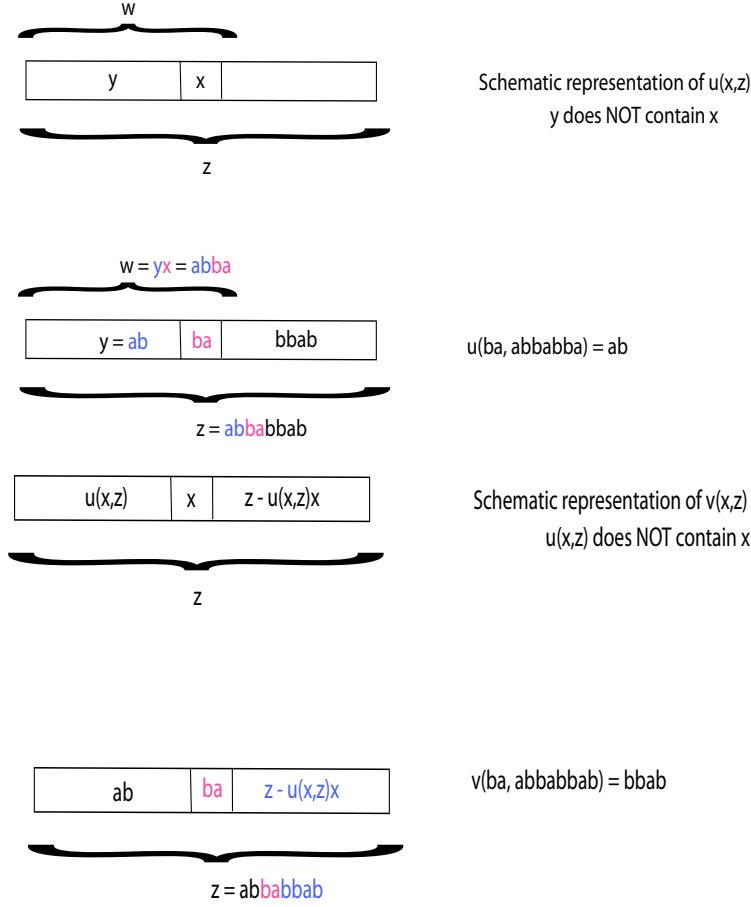 w
y x
Schematic representation of u(x,z)
y does NOT contain x
z
w = yx = abba
y = ab ba bbab
u(ba, abbabba) = ab
z = abbabbab
u(x,z) x z - u(x,z)x
Schematic representation of v(x,z)
u(x,z) does NOT contain x
z
ab ba z - u(x,z)x
v(ba, abbabbab) = bbab
z = abbabbab